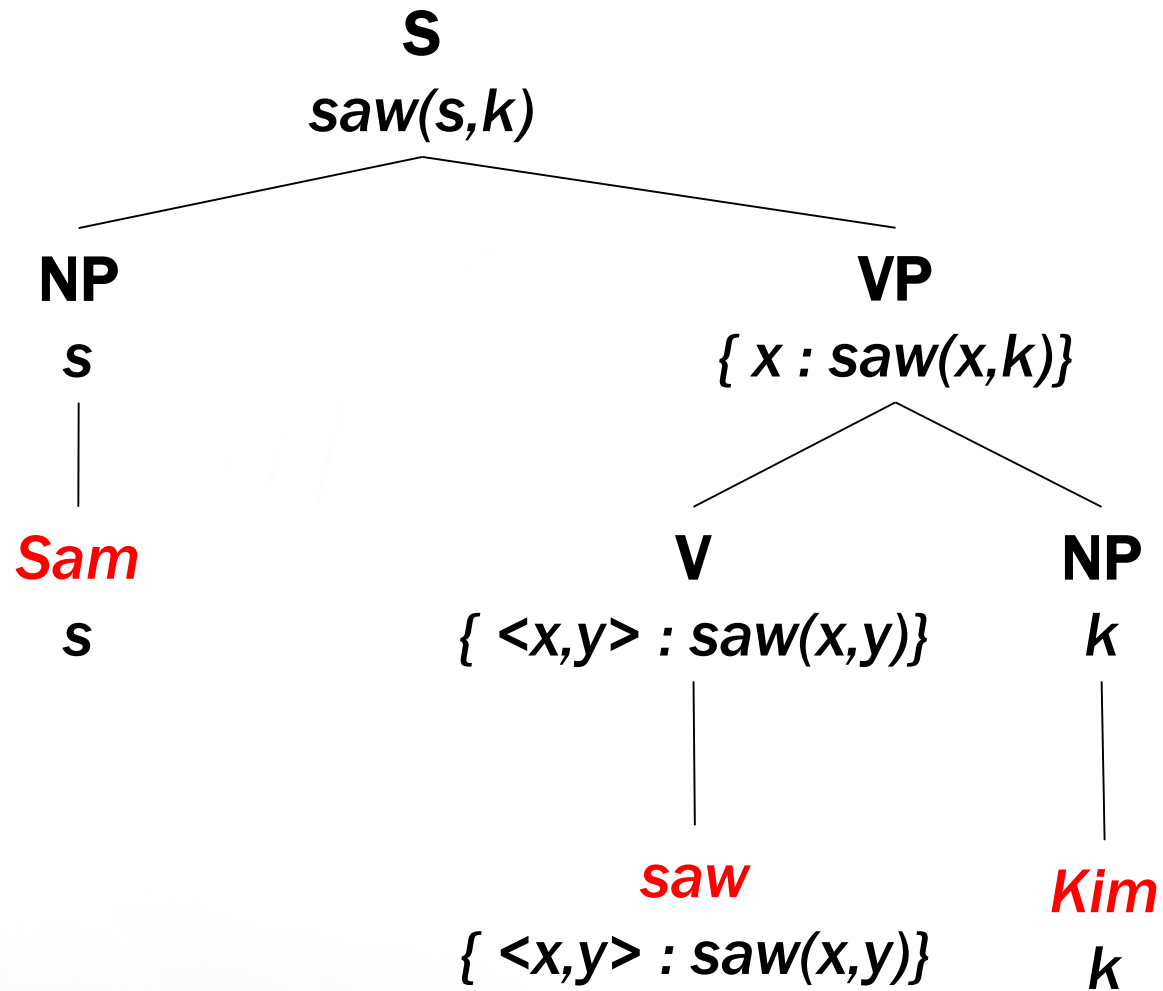 S
saw(s,k)
NP VP
s { x : saw(x,k)}
Sam V NP
s { <x,y> : saw(x,y)} k
saw Kim
{ <x,y> : saw(x,y)} k